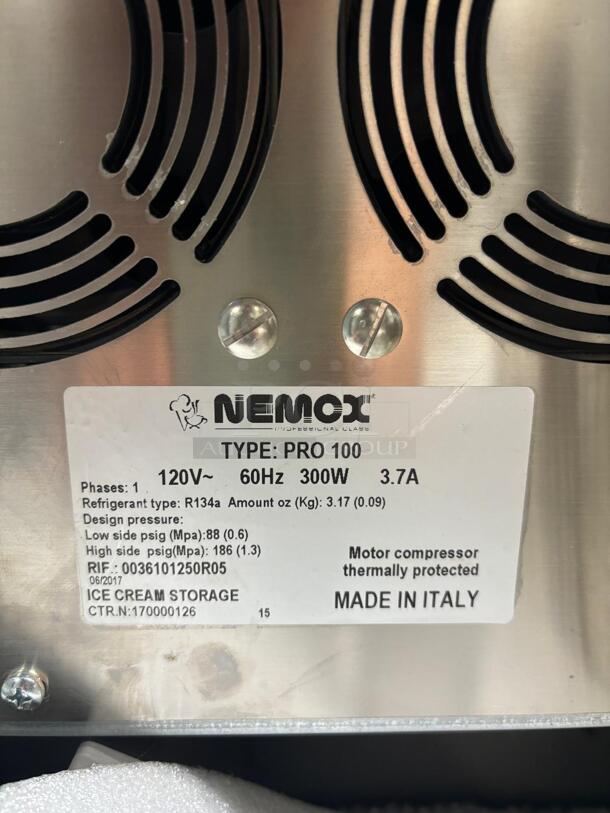 NEMOX
PROFESSIONAL CLASS
TYPE: PRO 100
Phases: 1 120V~ 60Hz 300W 3.7A
Refrigerant type: R134a Amount oz (Kg): 3.17 (0.09)
Design pressure:
Low side psig (Mpa):88 (0.6)
High side psig(Mpa): 186 (1.3)
RIF.: 0036101250R05
06/2017
ICE CREAM STORAGE
CTR.N:170000126 15
Motor compressor
thermally protected
MADE IN ITALY